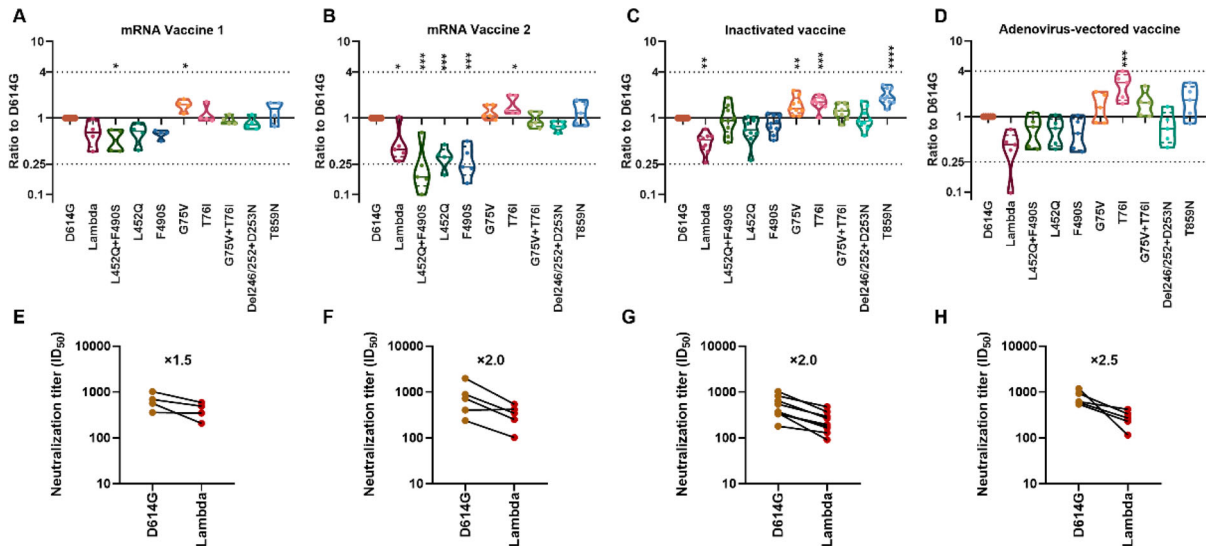 A
mRNA Vaccine 1
Ratio to D614G
10
4
1
0.25
0.1
*
*
D614G
Lambda
L452Q+F490S
L452Q
F490S
G75V
T76I
G75V+T76I
Del246/252+D253N
T859N
B
mRNA Vaccine 2
Ratio to D614G
10
4
1
0.25
0.1
*
***
***
***
*
D614G
Lambda
L452Q+F490S
L452Q
F490S
G75V
T76I
G75V+T76I
Del246/252+D253N
T859N
C
Inactivated vaccine
Ratio to D614G
10
4
1
0.25
0.1
**
**
***
****
D614G
Lambda
L452Q+F490S
L452Q
F490S
G75V
T76I
G75V+T76I
Del246/252+D253N
T859N
D
Adenovirus-vectored vaccine
Ratio to D614G
10
4
1
0.25
0.1
***
D614G
Lambda
L452Q+F490S
L452Q
F490S
G75V
T76I
G75V+T76I
Del246/252+D253N
T859N
E
Neutralization titer (ID50)
10000
1000
100
10
×1.5
D614G
Lambda
F
Neutralization titer (ID50)
10000
1000
100
10
×2.0
D614G
Lambda
G
Neutralization titer (ID50)
10000
1000
100
10
×2.0
D614G
Lambda
H
Neutralization titer (ID50)
10000
1000
100
10
×2.5
D614G
Lambda